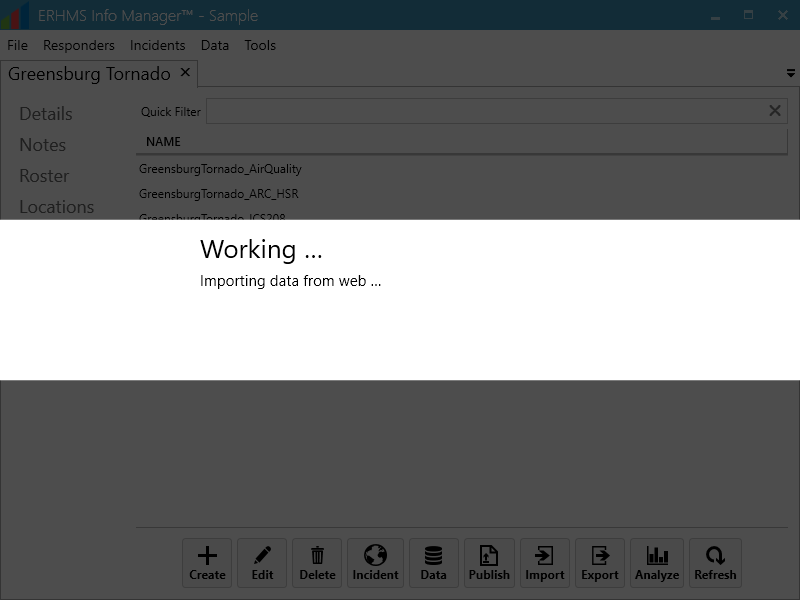 ERHMS Info Manager™ - Sample
File Responders Incidents Data Tools
Greensburg Tornado ✕
Details
Notes
Roster
Locations
Quick Filter
NAME
GreensburgTornado_AirQuality
GreensburgTornado_ARC_HSR
GreensburgTornado_ICS208
Working ...
Importing data from web ...
Create Edit Delete Incident Data Publish Import Export Analyze Refresh